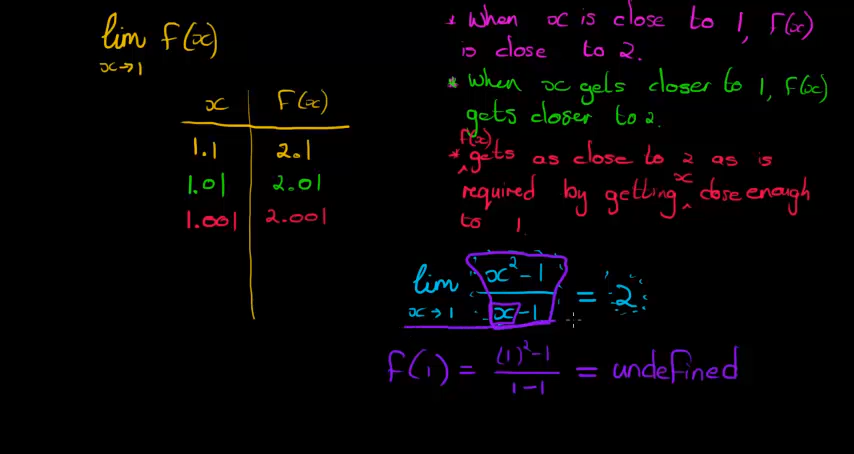 lim f(x)
x→1
x F(x)
1.1 2.1
1.01 2.01
1.001 2.001
* When x is close to 1, f(x)
is close to 2.
* When x gets closer to 1, f(x)
gets closer to 2.
f(x)
* ^gets as close to 2 as is
required by getting ^x close enough
to 1.
lim x² - 1
x→1 x - 1 = 2
f(1) = (1)² - 1 = undefined
1 - 1